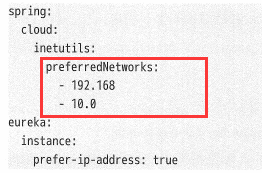 spring:
  cloud:
    inetutils:
      preferredNetworks:
        - 192.168
        - 10.0
eureka:
  instance:
    prefer-ip-address: true